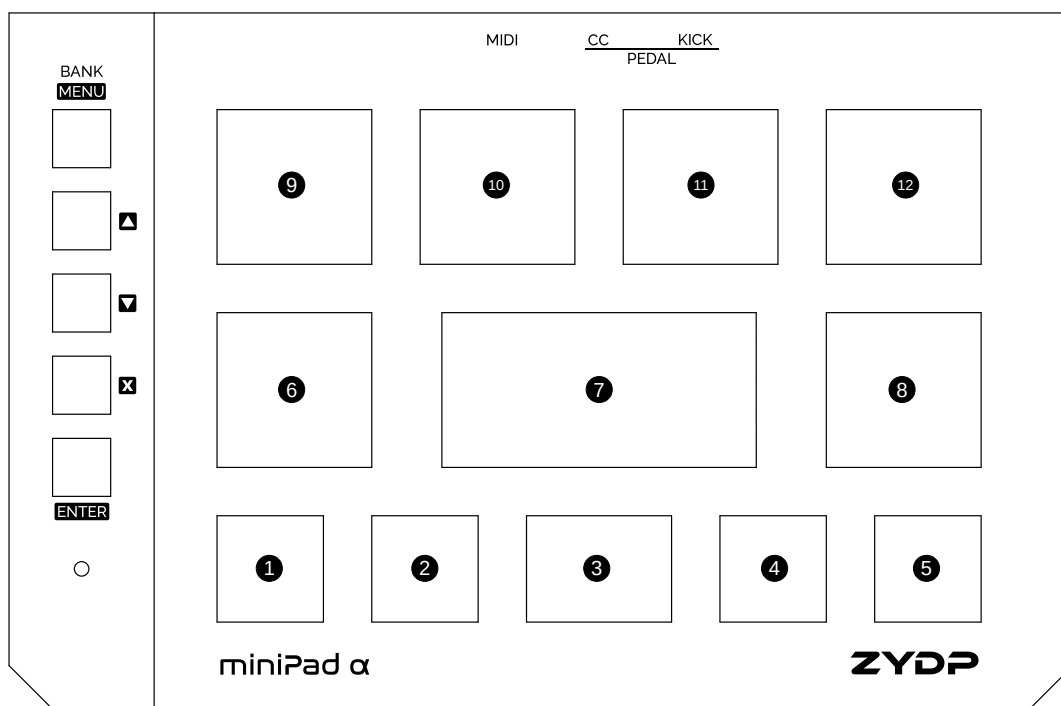 MIDI CC KICK
PEDAL
BANK
MENU
9 10 11 12
▲
▼
X
6 7 8
ENTER
1 2 3 4 5
miniPad α ZYDP